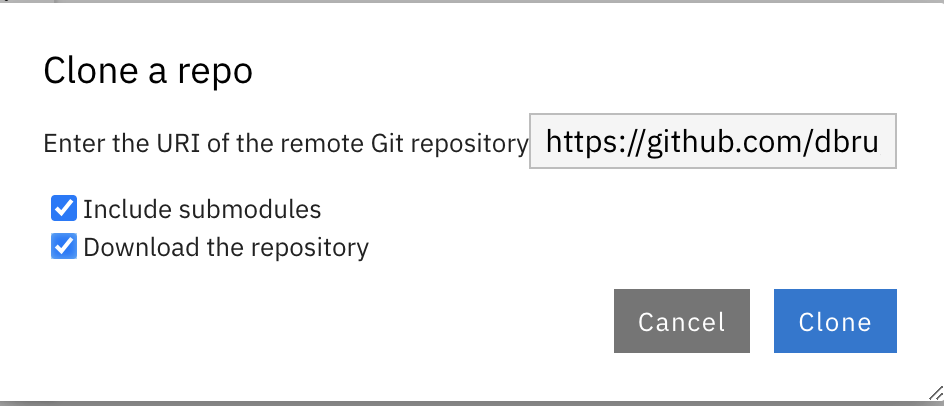 Clone a repo
Enter the URI of the remote Git repository https://github.com/dbru
Include submodules
Download the repository
Cancel Clone